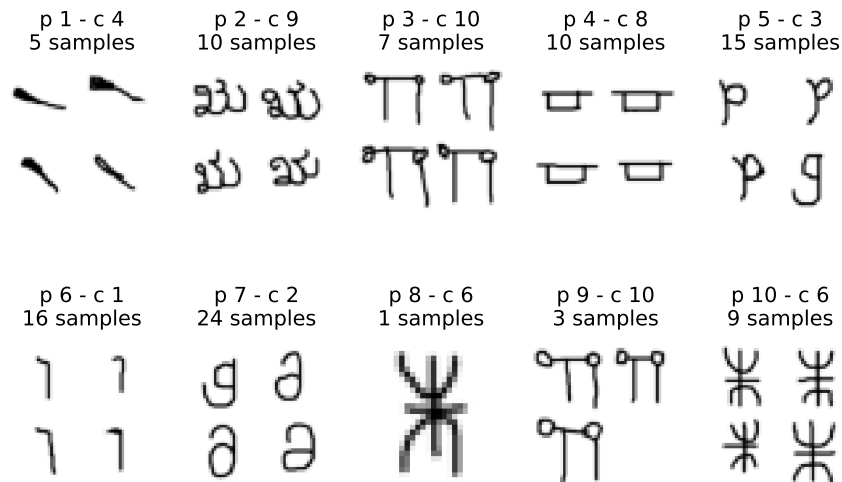 p 1 - c 4
5 samples
p 2 - c 9
10 samples
p 3 - c 10
7 samples
p 4 - c 8
10 samples
p 5 - c 3
15 samples
p 6 - c 1
16 samples
p 7 - c 2
24 samples
p 8 - c 6
1 samples
p 9 - c 10
3 samples
p 10 - c 6
9 samples